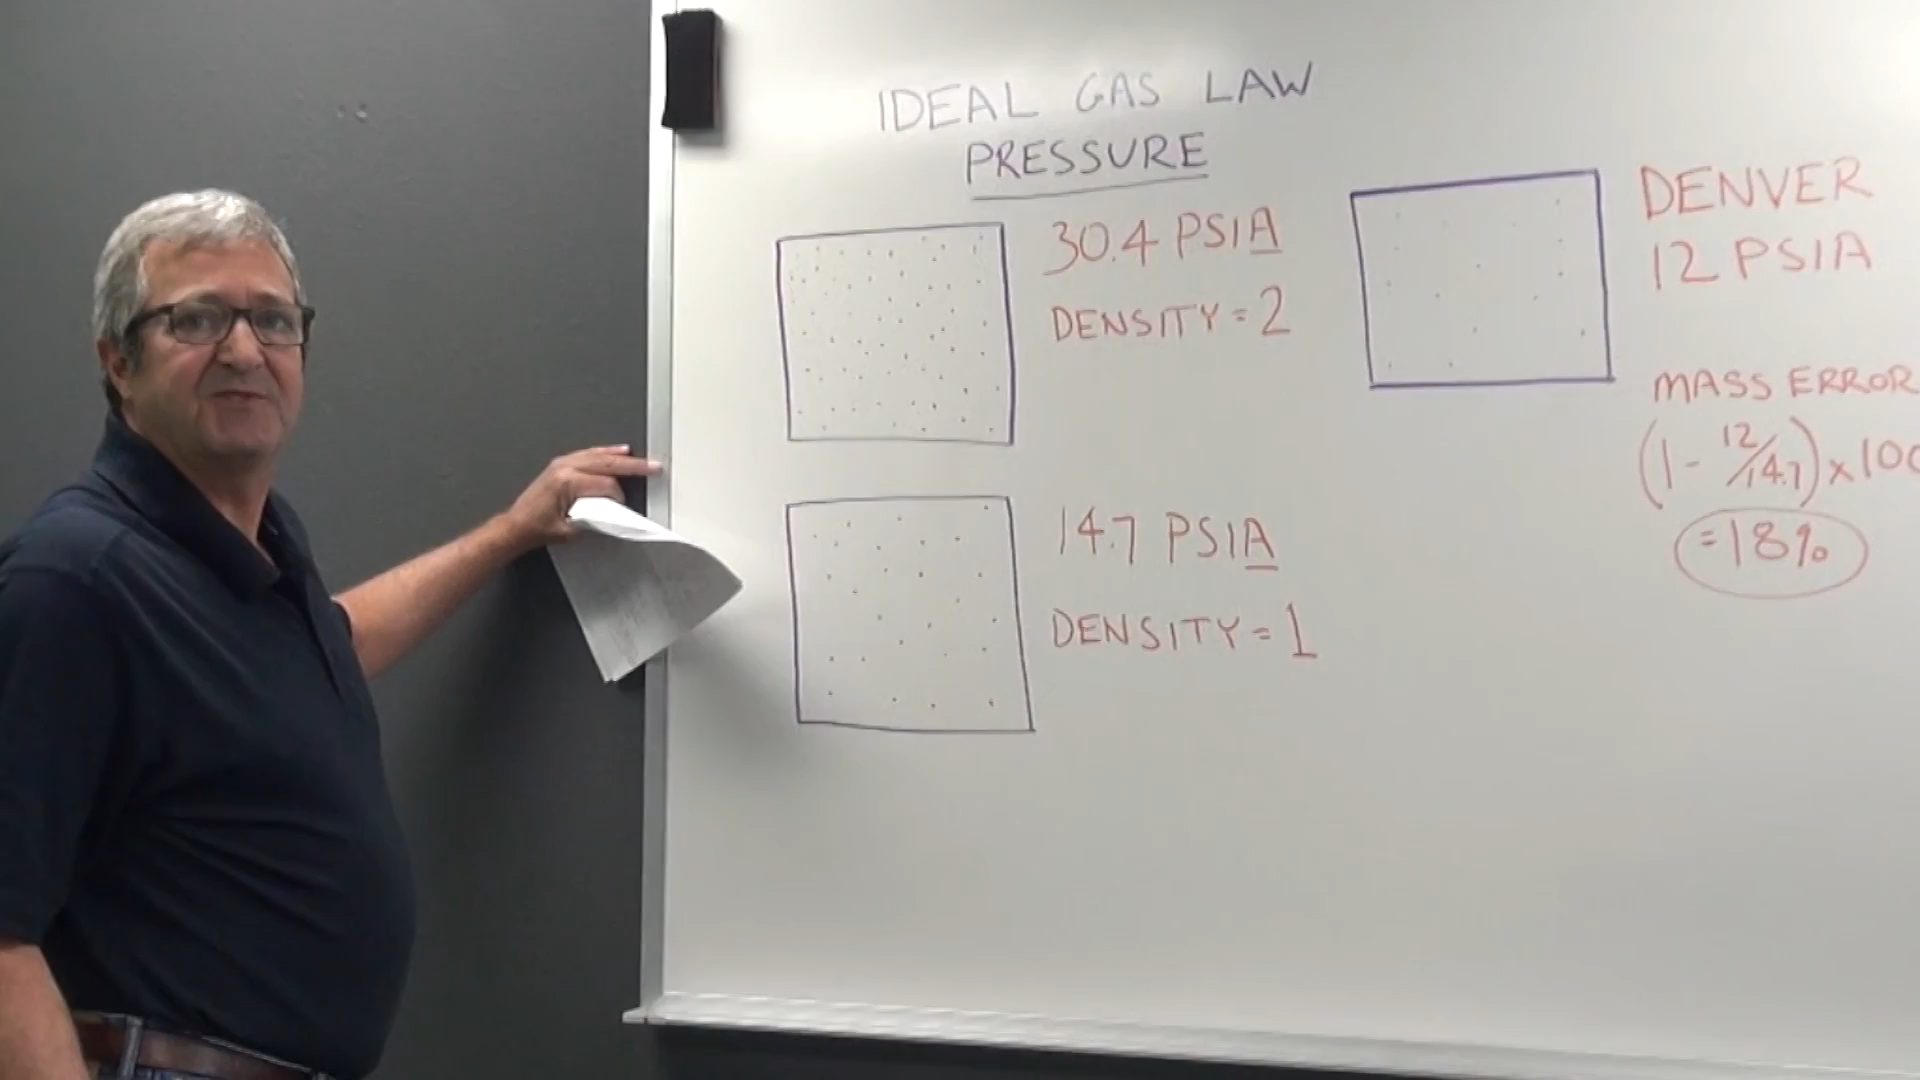 IDEAL GAS LAW
PRESSURE
30.4 PSIA
DENSITY = 2
14.7 PSIA
DENSITY = 1
DENVER
12 PSIA
MASS ERROR
(1 - 12/14.7) x 100
= 18%